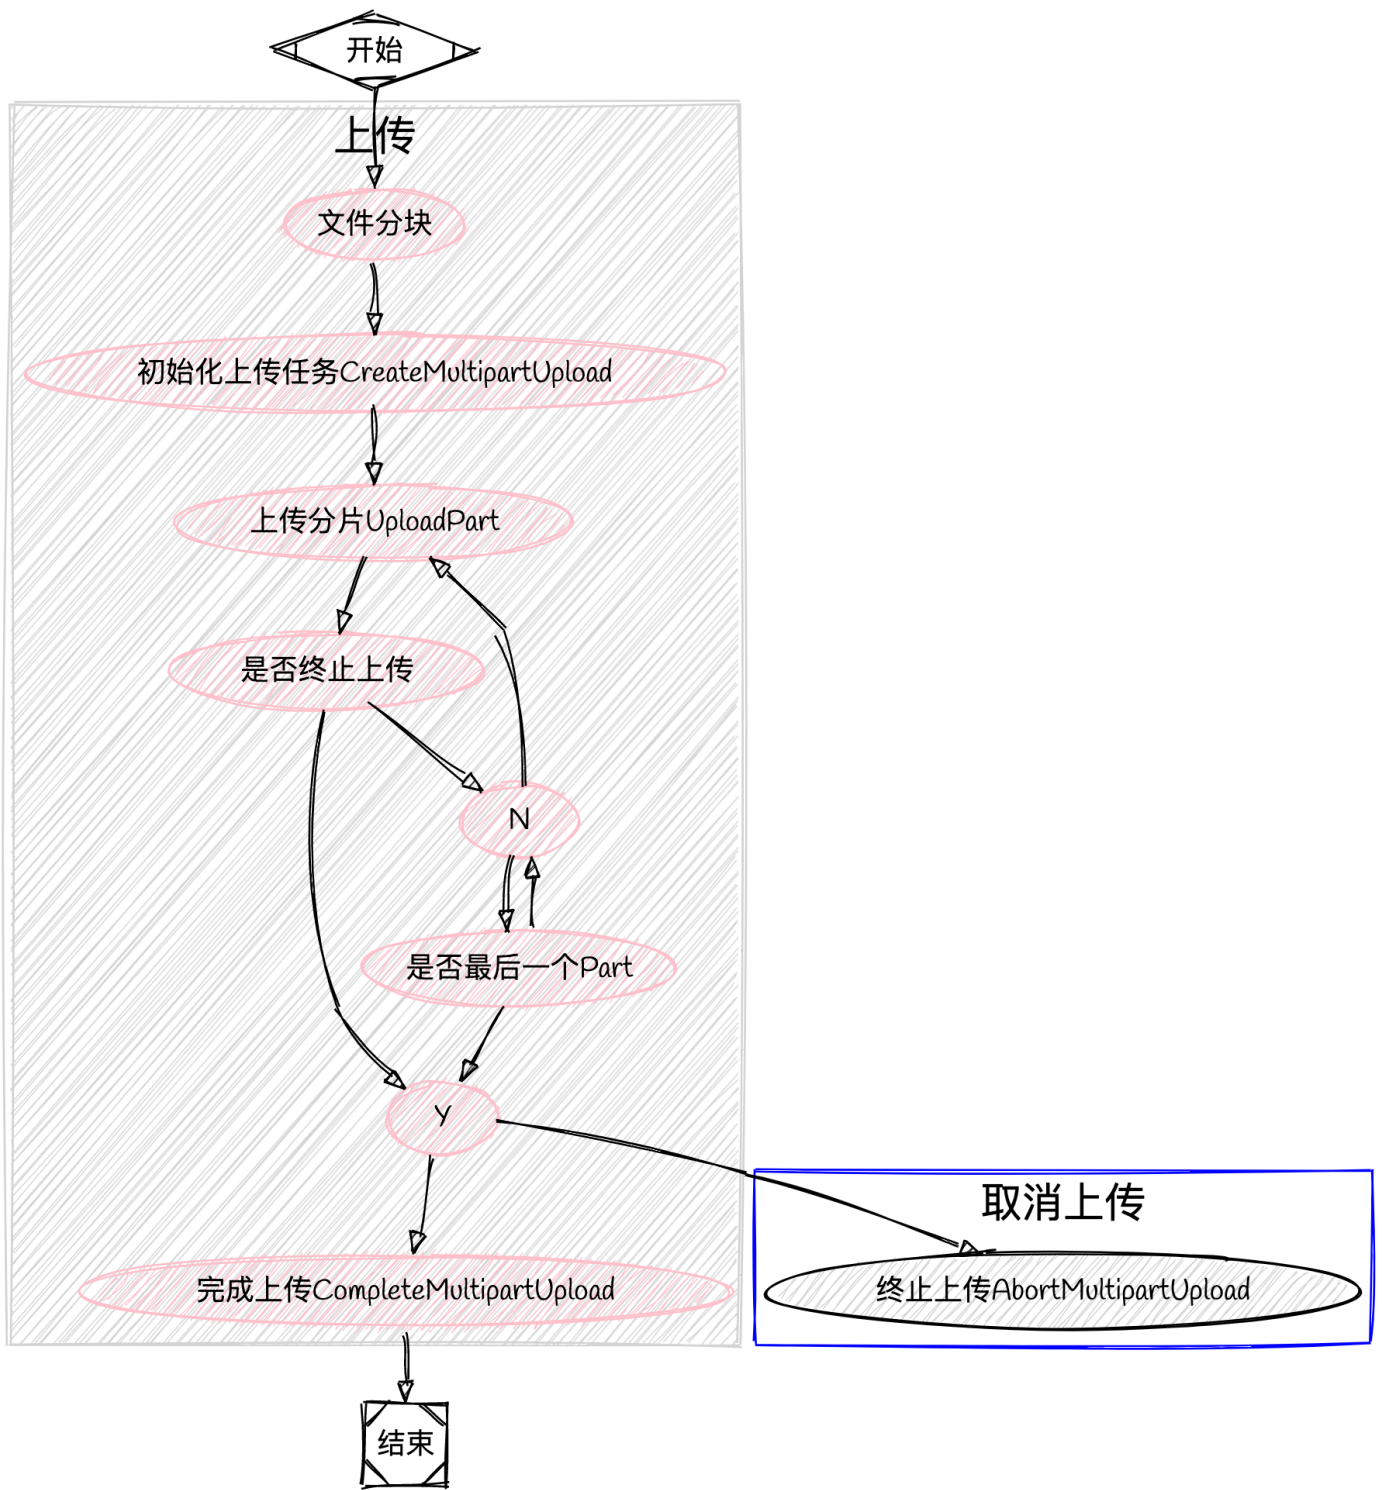 开始
上传
文件分块
初始化上传任务CreateMultipartUpload
上传分片UploadPart
是否终止上传
N
是否最后一个Part
Y
取消上传
完成上传CompleteMultipartUpload
终止上传AbortMultipartUpload
结束